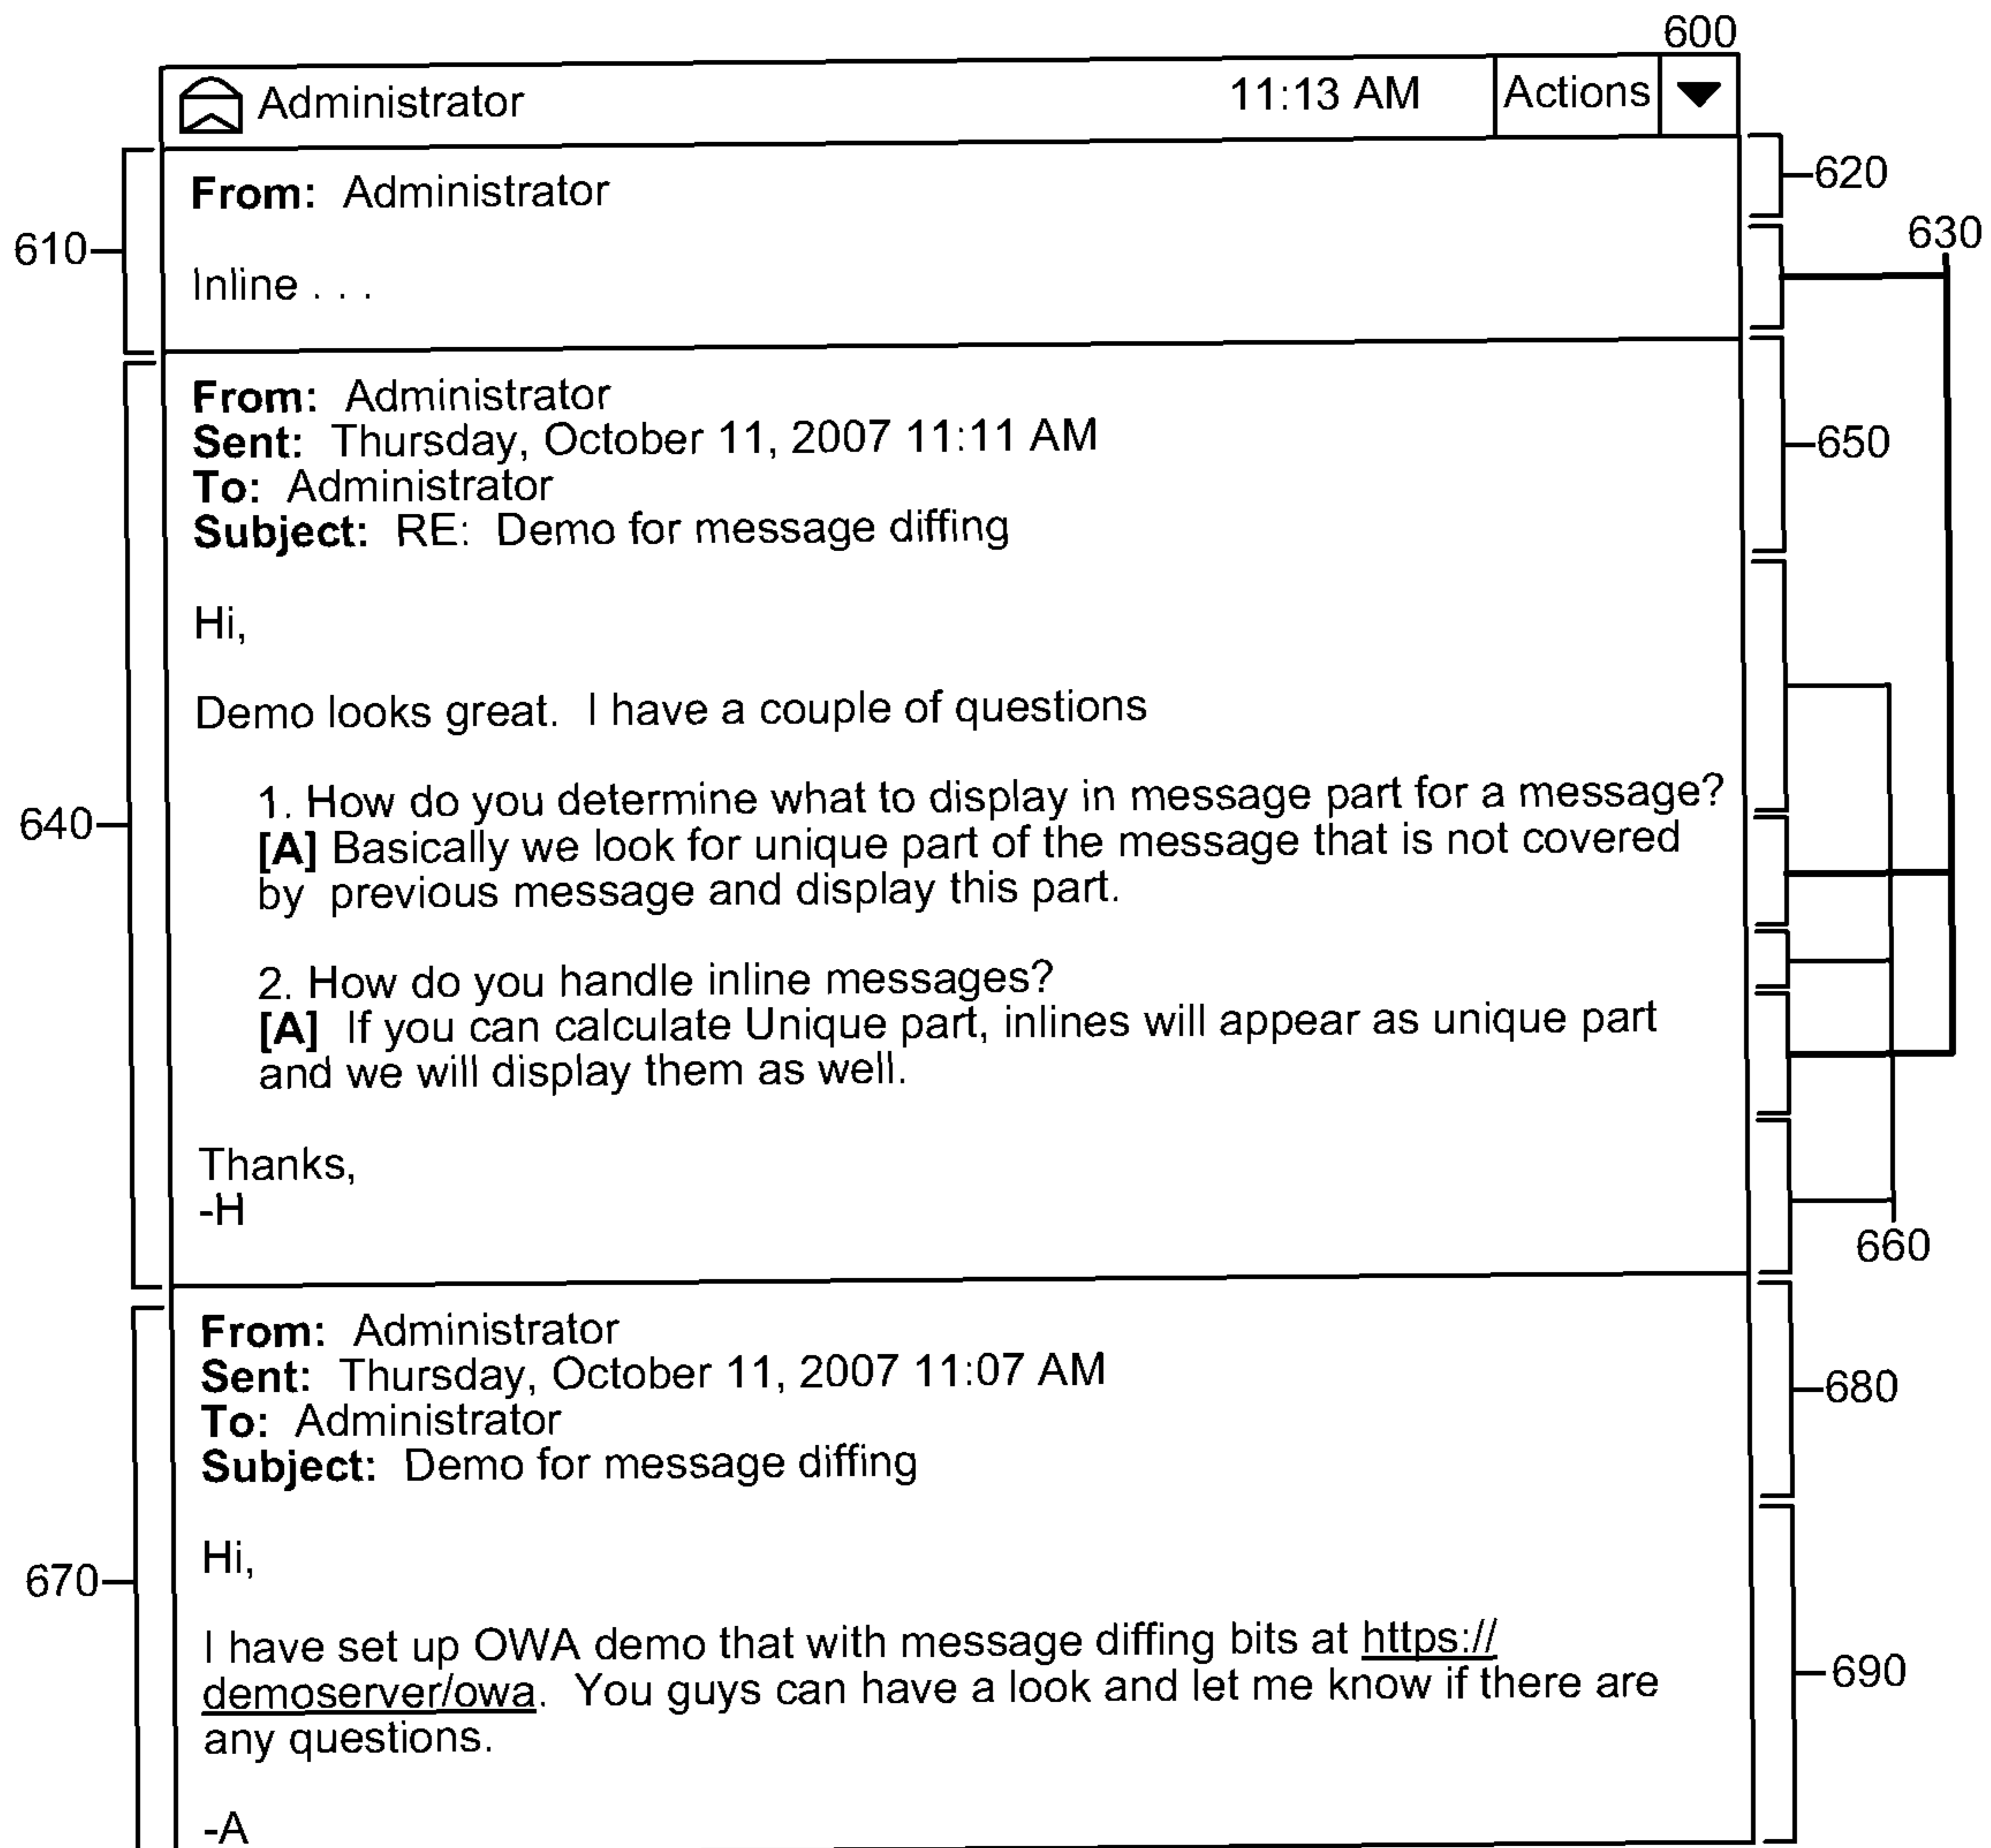 600
Administrator 11:13 AM Actions
620
From: Administrator
630
610
Inline . . .
From: Administrator
Sent: Thursday, October 11, 2007 11:11 AM
650
To: Administrator
Subject: RE: Demo for message diffing
Hi,
Demo looks great. I have a couple of questions
1. How do you determine what to display in message part for a message?
640
[A] Basically we look for unique part of the message that is not covered
by previous message and display this part.
2. How do you handle inline messages?
[A] If you can calculate Unique part, inlines will appear as unique part
and we will display them as well.
Thanks,
-H
660
From: Administrator
Sent: Thursday, October 11, 2007 11:07 AM
680
To: Administrator
Subject: Demo for message diffing
Hi,
670
I have set up OWA demo that with message diffing bits at https://
demoserver/owa. You guys can have a look and let me know if there are
690
any questions.
-A